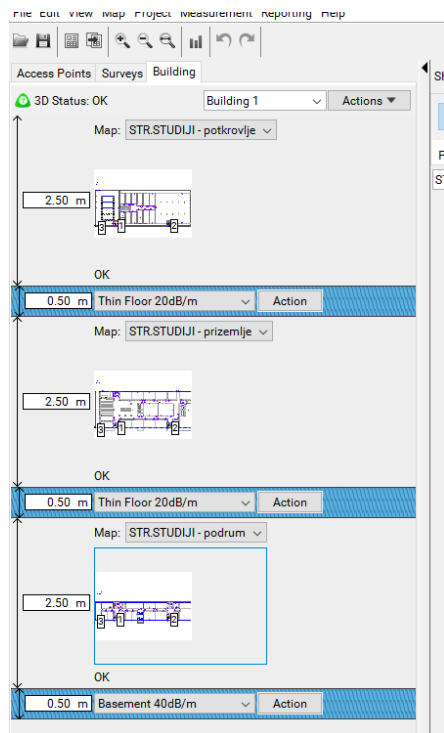 File Edit View Map Project Measurement Reporting Help
Access Points Surveys Building
3D Status: OK Building 1 Actions ▼
Map: STR.STUDIJI - potkrovlje
2.50 m
3 1 2
OK
0.50 m Thin Floor 20dB/m Action
Map: STR.STUDIJI - prizemlje
2.50 m
3 1 2
OK
0.50 m Thin Floor 20dB/m Action
Map: STR.STUDIJI - podrum
2.50 m
3 1 2
OK
0.50 m Basement 40dB/m Action